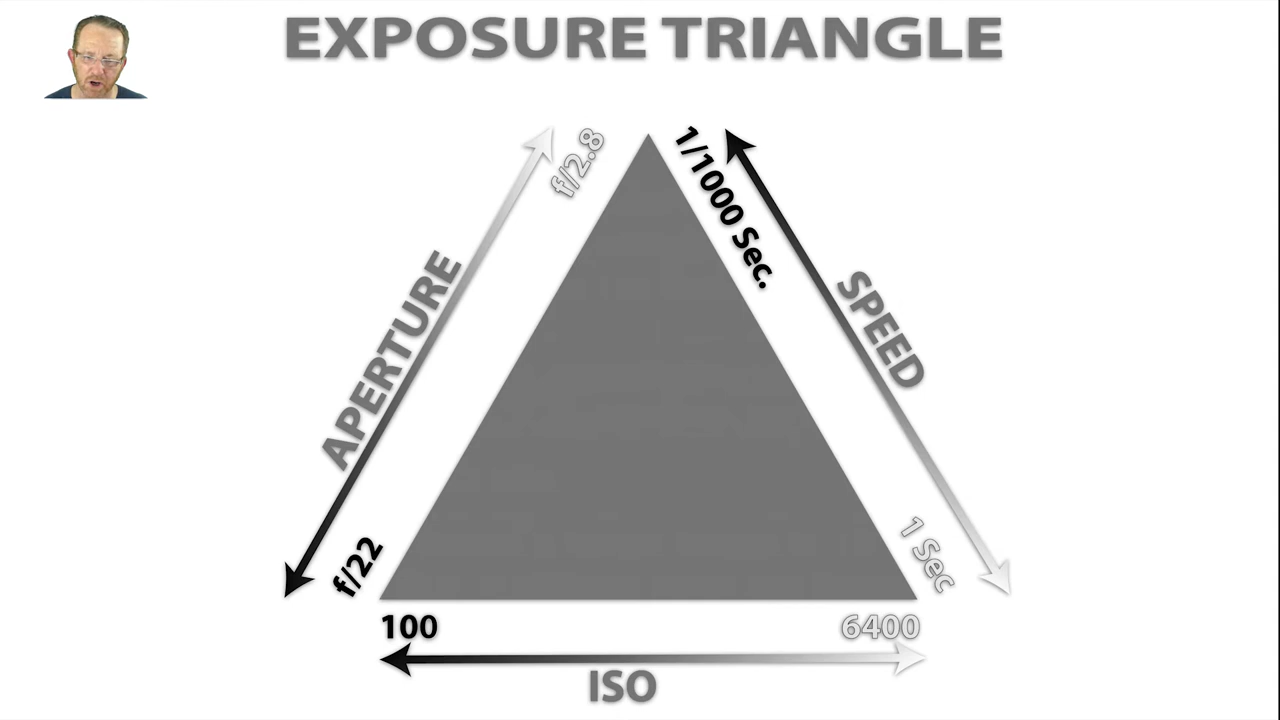 EXPOSURE TRIANGLE
f/2.8
1/1000 Sec.
APERTURE
SPEED
f/22
1 Sec
100
6400
ISO